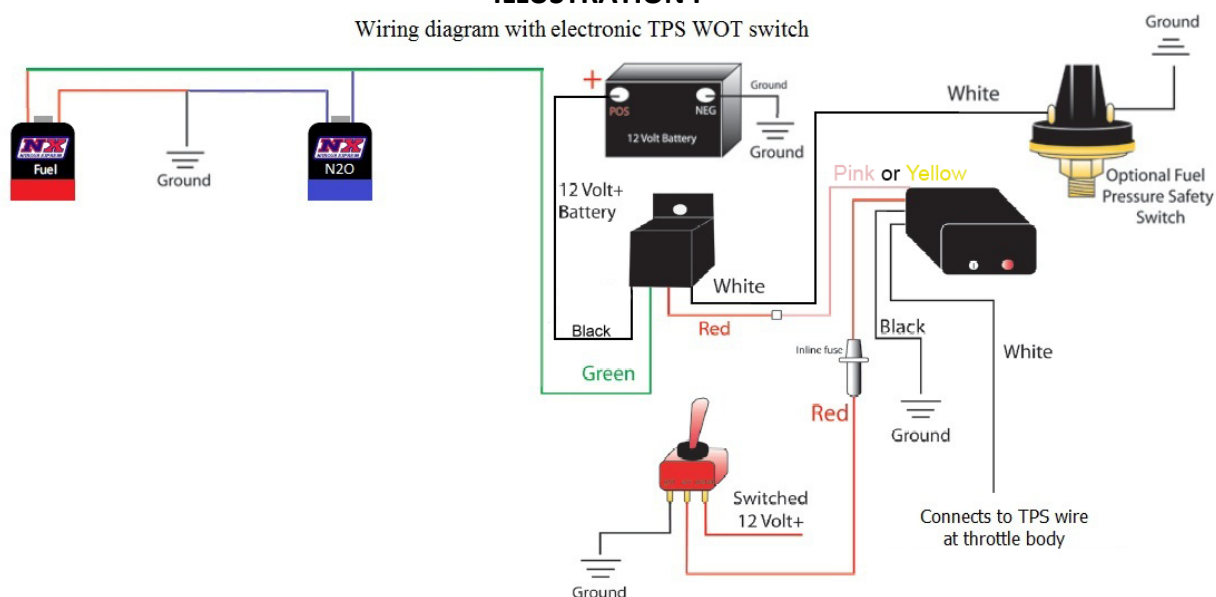 Wiring diagram with electronic TPS WOT switch
Ground
+
POS
NEG
12 Volt Battery
Ground
Ground
White
NX
Fuel
NX
N2O
Ground
Pink or Yellow
Optional Fuel
Pressure Safety
Switch
12 Volt+
Battery
White
Black
Red
Green
Inline fuse
Black
White
Red
Ground
Switched
12 Volt+
Connects to TPS wire
at throttle body
Ground